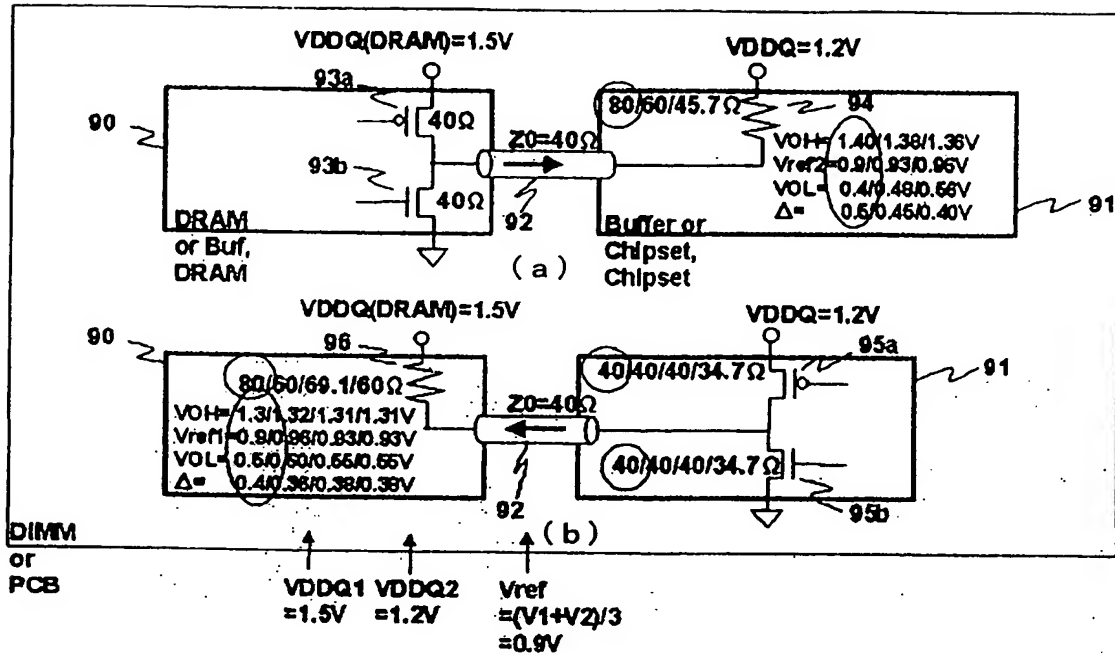 VDDQ(DRAM)=1.5V
VDDQ=1.2V
93a
90
40Ω
80/60/45.7Ω
94
Z0=40Ω
VOH= 1.40/1.38/1.36V
Vref2=0.9/0.93/0.96V
VOL= 0.4/0.48/0.56V
Δ= 0.5/0.45/0.40V
93b
40Ω
92
91
DRAM
or Buf,
DRAM
Buffer or
Chipset,
Chipset
(a)
VDDQ(DRAM)=1.5V
VDDQ=1.2V
90
96
95a
91
80/60/69.1/60Ω
40/40/40/34.7Ω
Z0=40Ω
VOH= 1.3/1.32/1.31/1.31V
Vref1=0.9/0.96/0.93/0.93V
VOL= 0.5/0.60/0.55/0.55V
Δ= 0.4/0.36/0.38/0.38V
40/40/40/34.7Ω
92
95b
(b)
DIMM
or
PCB
VDDQ1
=1.5V
VDDQ2
=1.2V
Vref
=(V1+V2)/3
=0.9V